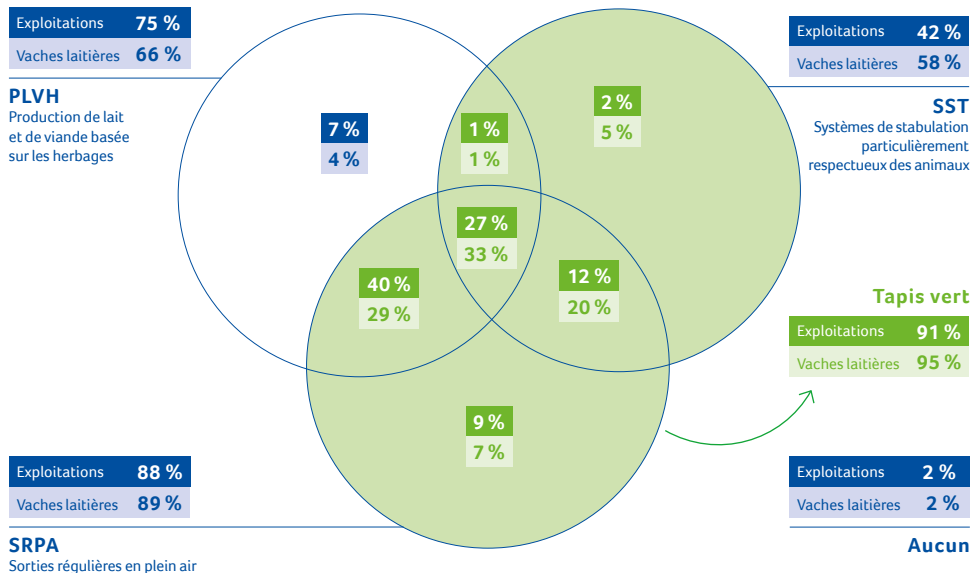 Exploitations 75 %
Vaches laitières 66 %
PLVH
Production de lait
et de viande basée
sur les herbages
Exploitations 42 %
Vaches laitières 58 %
SST
Systèmes de stabulation
particulièrement
respectueux des animaux
7 %
4 %
1 %
1 %
2 %
5 %
27 %
33 %
40 %
29 %
12 %
20 %
9 %
7 %
Tapis vert
Exploitations 91 %
Vaches laitières 95 %
Exploitations 88 %
Vaches laitières 89 %
SRPA
Sorties régulières en plein air
Exploitations 2 %
Vaches laitières 2 %
Aucun